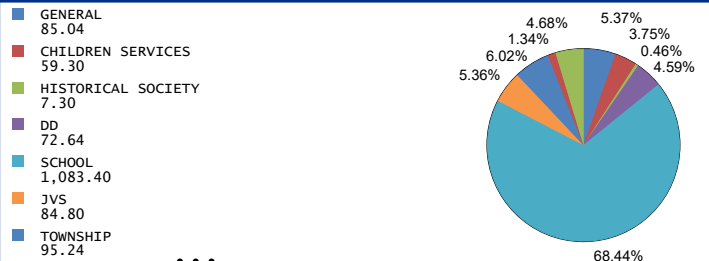 GENERAL
85.04
CHILDREN SERVICES
59.30
HISTORICAL SOCIETY
7.30
DD
72.64
SCHOOL
1,083.40
JVS
84.80
TOWNSHIP
95.24
4.68%
5.37%
1.34%
3.75%
6.02%
0.46%
5.36%
4.59%
68.44%